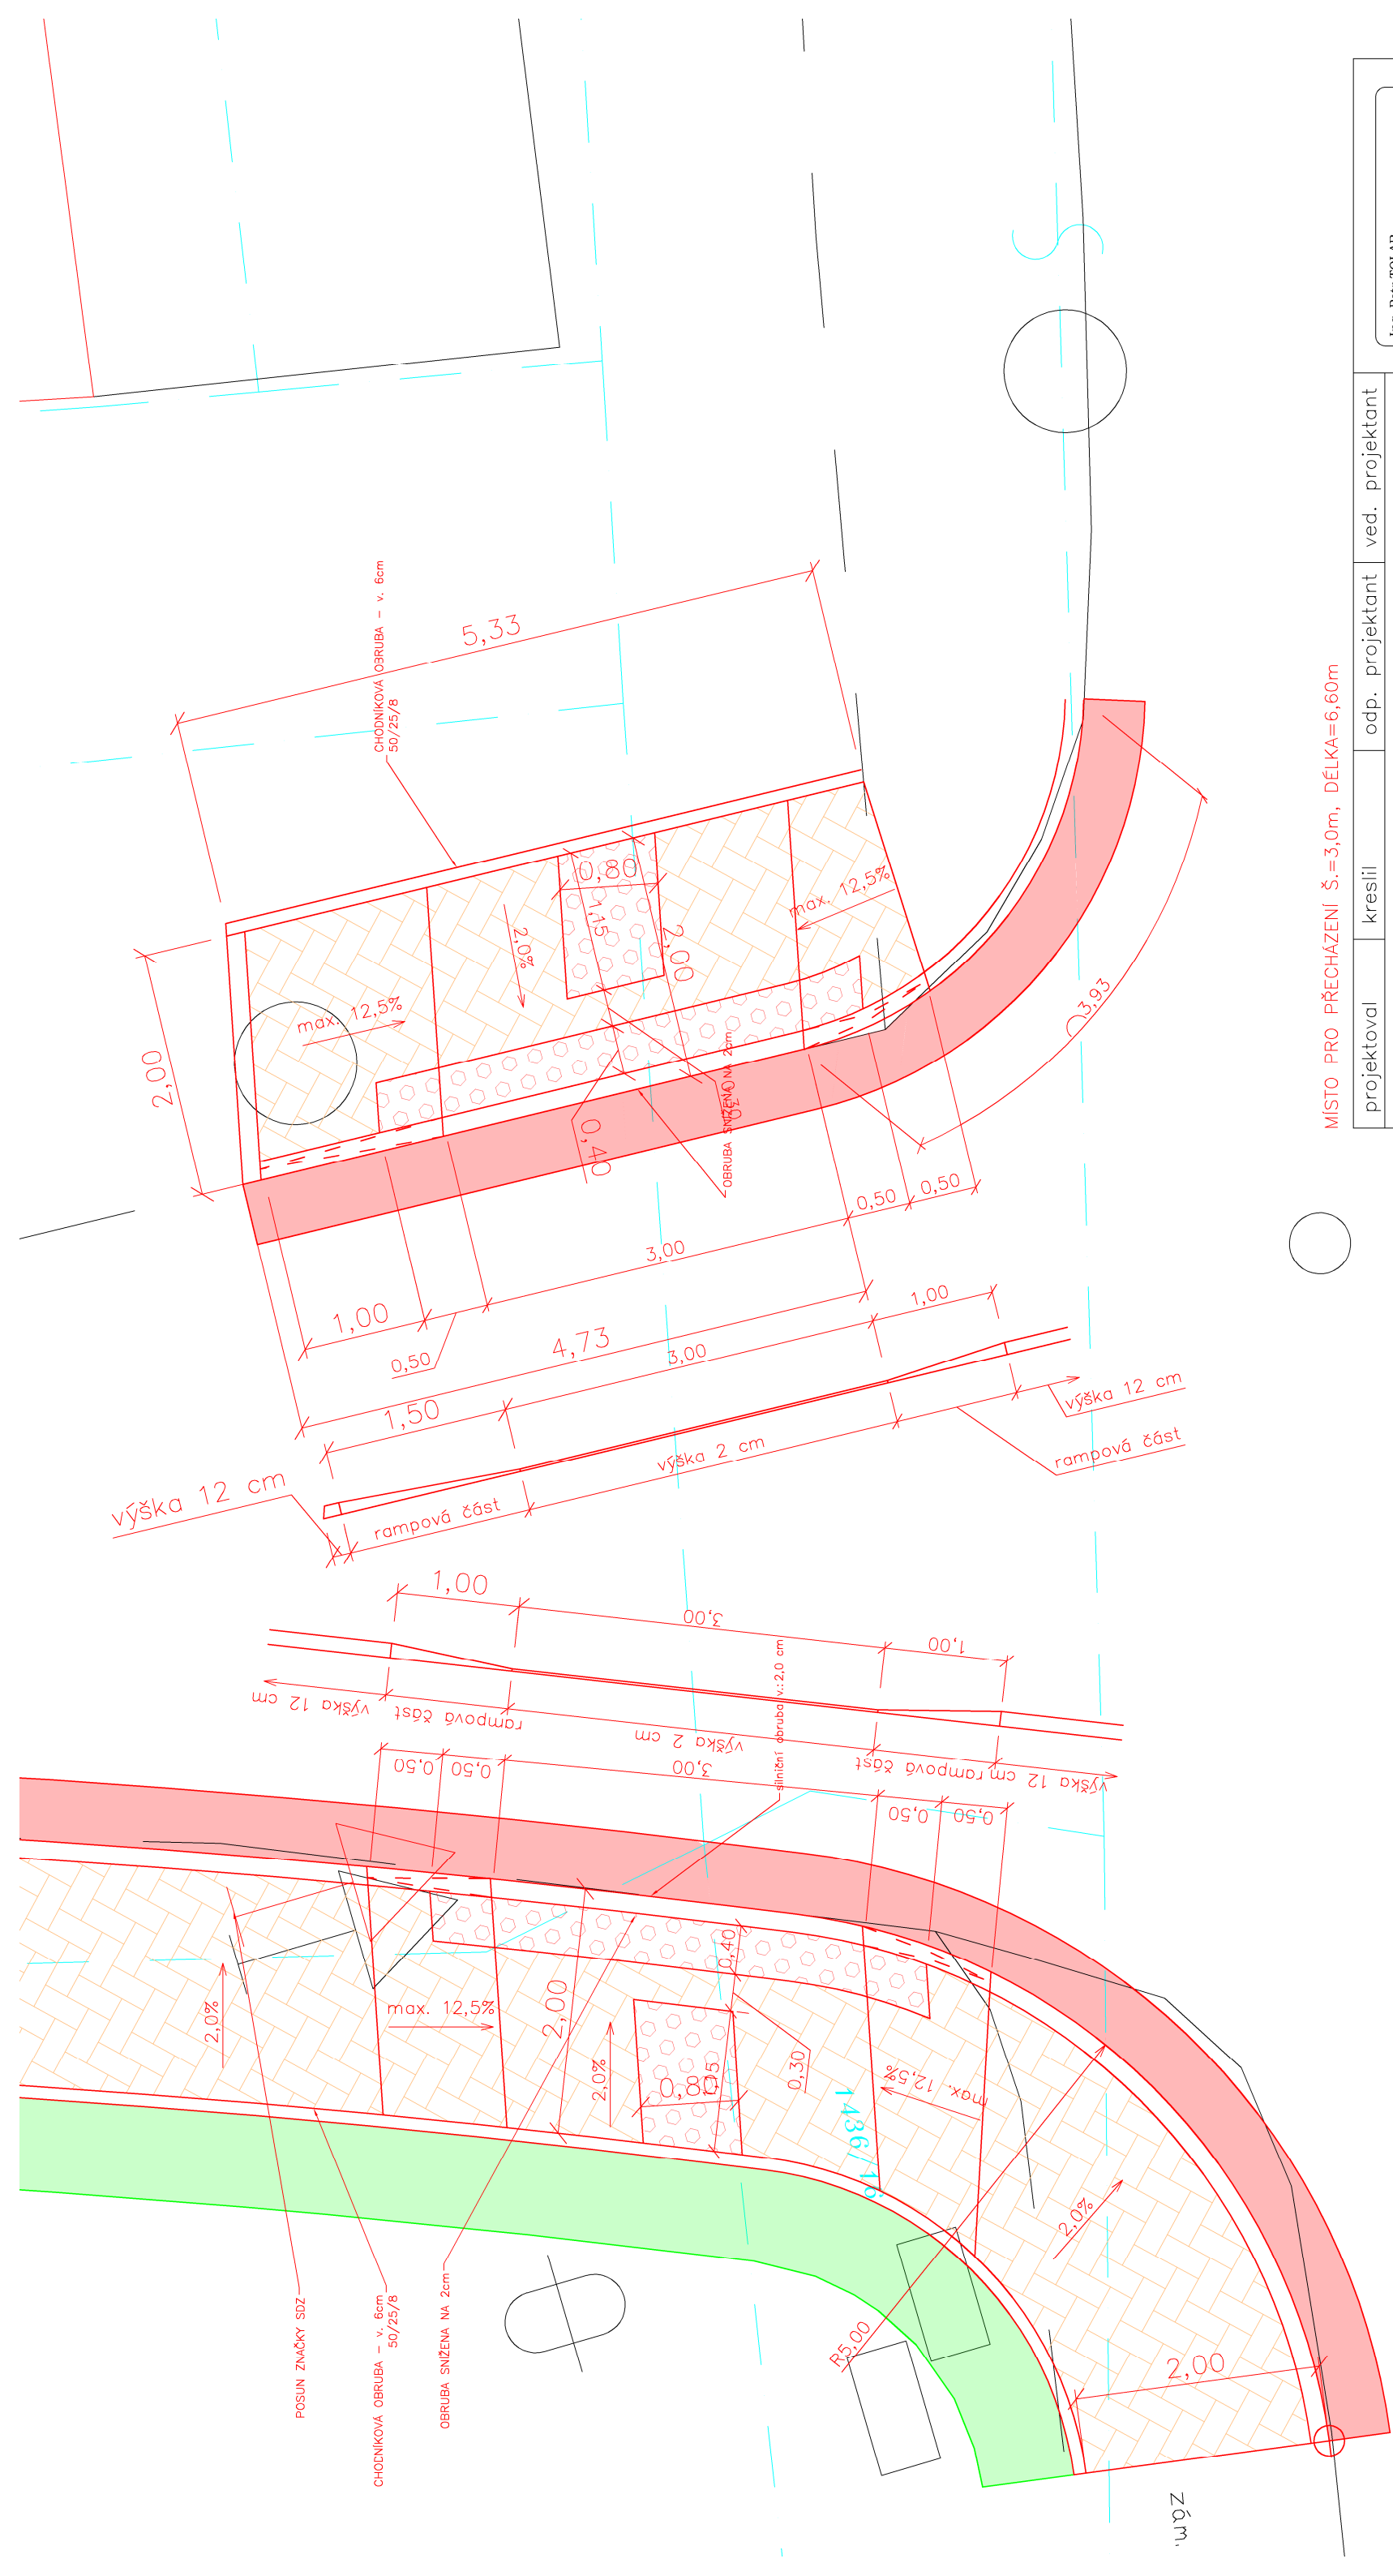 5,33
CHODNÍKOVÁ OBRUBA – v. 6cm
50/25/8
0,80
max. 12,5%
1,15
2,00
2,0%
max. 12,5%
2,00
3,93
OBRUBA SNÍŽENA NA 2cm
0,40
0,50
0,50
3,00
1,00
0,50
4,73
1,00
3,00
1,50
výška 12 cm
výška 2 cm
rampová část
výška 12 cm
rampová část
1,00
3,00
1,00
silniční obruba v.:2,0 cm
výška 12 cm
rampová část
výška 2 cm
rampová část
výška 12 cm
0,50
0,50
3,00
0,50
0,50
0,40
2,00
2,0%
max. 12,5%
2,0%
0,80
0,30
max. 12,5%
1436/16
2,0%
R5,00
2,00
POSUN ZNAČKY SDZ
CHODNÍKOVÁ OBRUBA – v. 6cm
50/25/8
OBRUBA SNÍŽENA NA 2cm
zám.
MÍSTO PRO PŘECHÁZENÍ Š.=3,0m, DÉLKA=6,60m
projektoval
kreslil
odp. projektant
ved. projektant